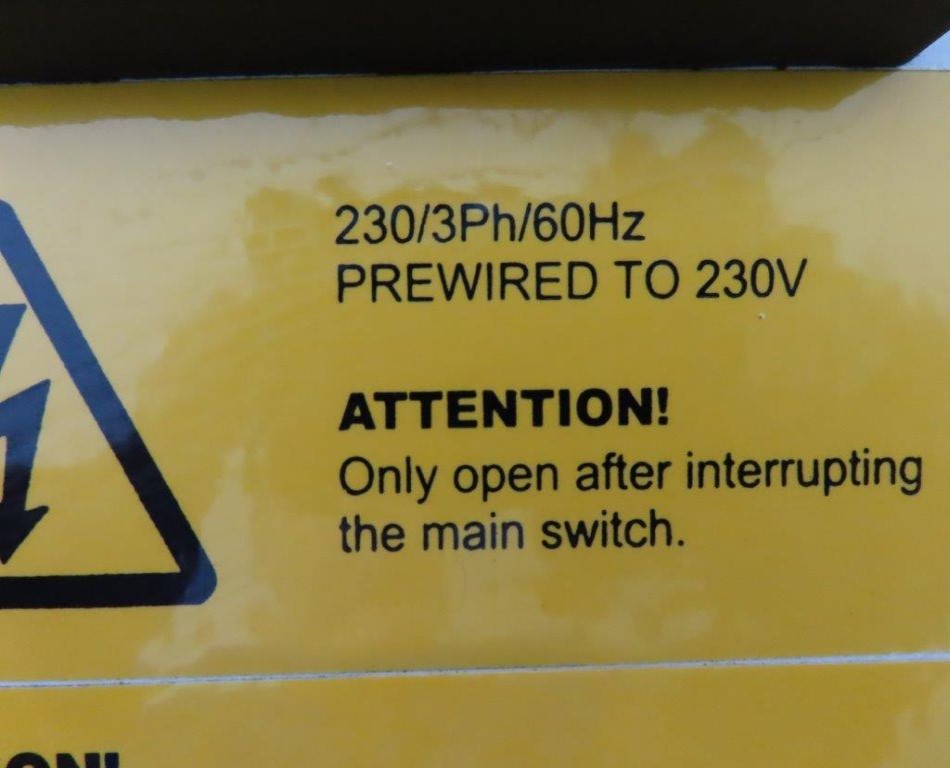 230/3Ph/60Hz
PREWIRED TO 230V
ATTENTION!
Only open after interrupting
the main switch.